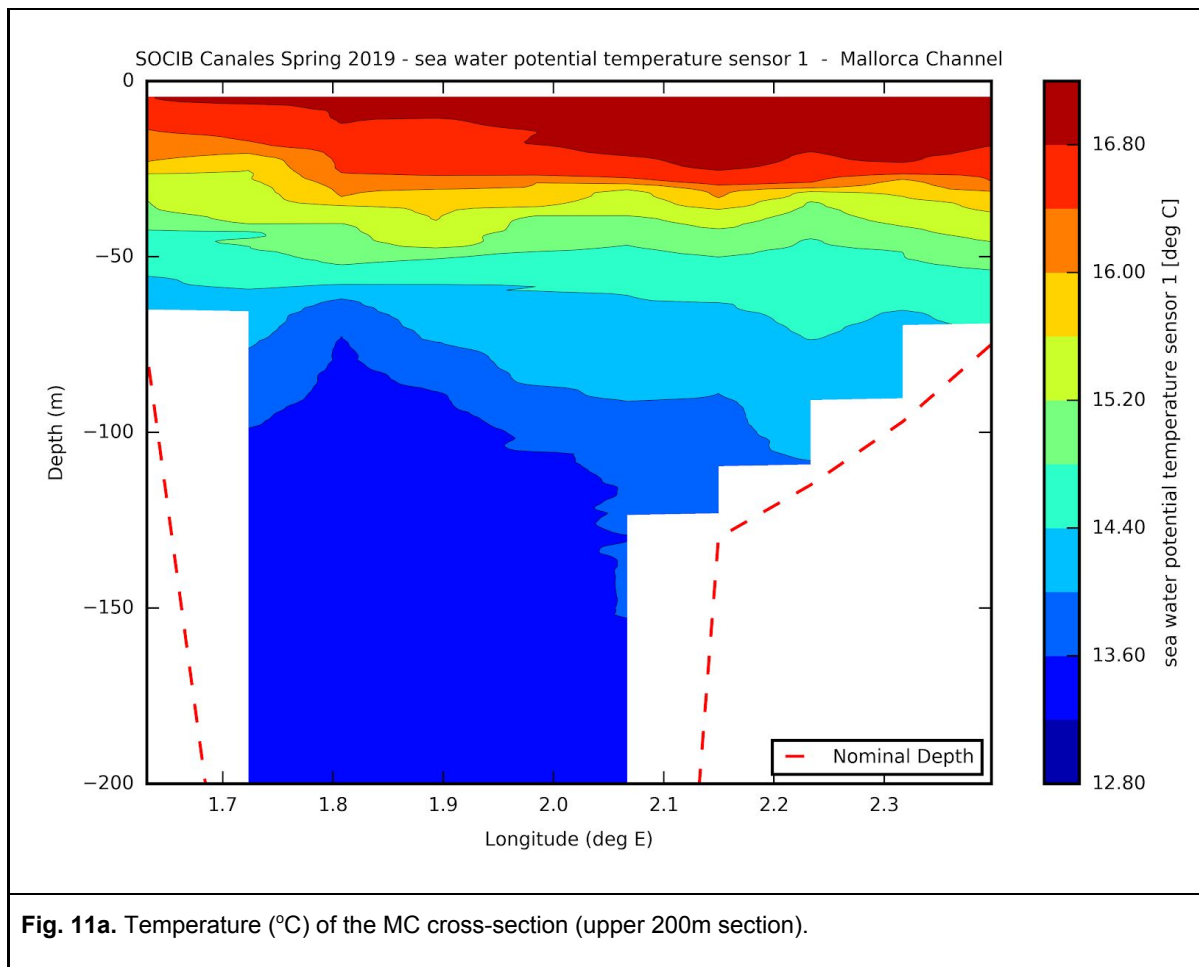 SOCIB Canales Spring 2019 - sea water potential temperature sensor 1 - Mallorca Channel
0
−50
−100
−150
−200
Depth (m)
1.7 1.8 1.9 2.0 2.1 2.2 2.3
Longitude (deg E)
Nominal Depth
16.80
16.00
15.20
14.40
13.60
12.80
sea water potential temperature sensor 1 [deg C]
Fig. 11a. Temperature (°C) of the MC cross-section (upper 200m section).